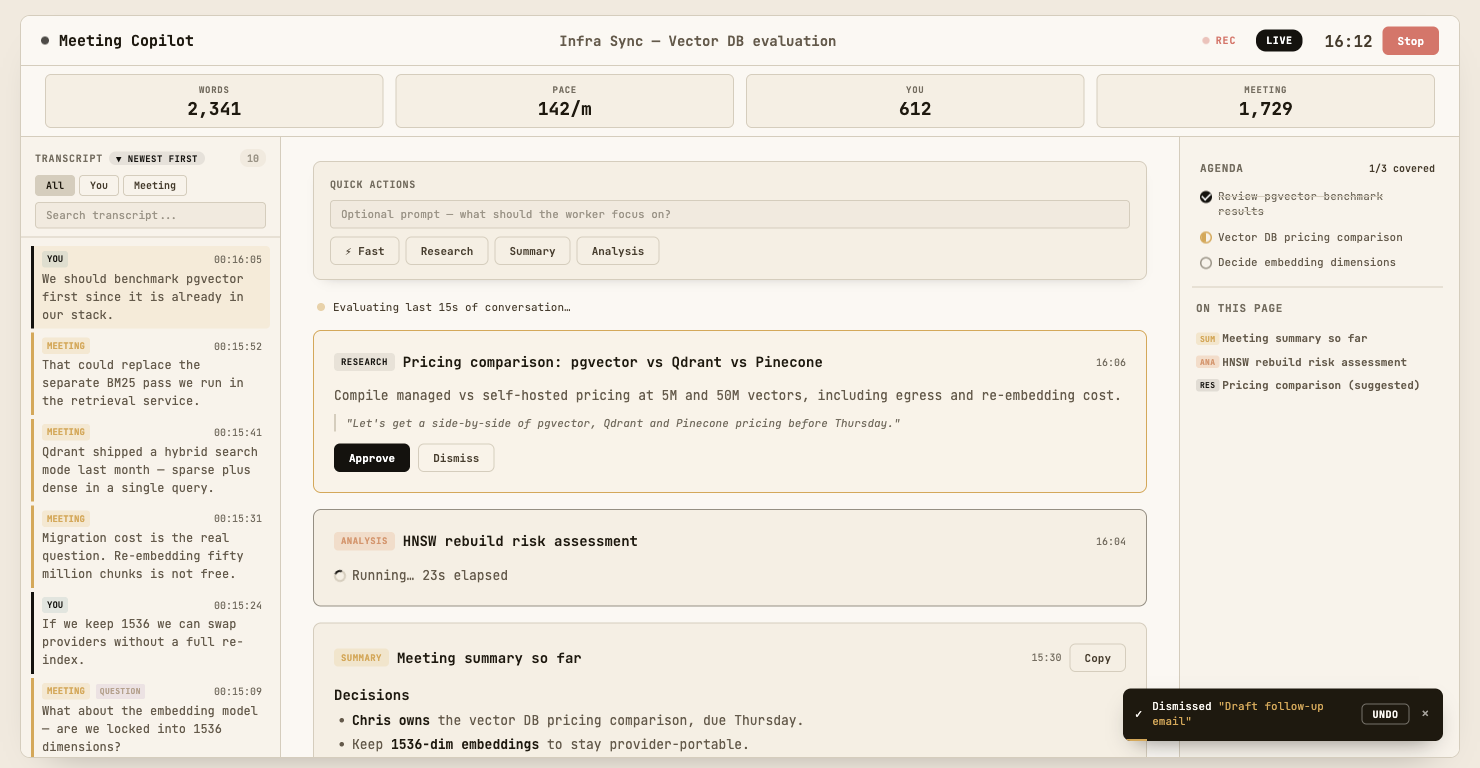 Meeting Copilot
Infra Sync — Vector DB evaluation
REC
LIVE
16:12
Stop
WORDS
2,341
PACE
142/m
YOU
612
MEETING
1,729
TRANSCRIPT
▼ NEWEST FIRST
10
All
You
Meeting
Search transcript...
YOU
00:16:05
We should benchmark pgvector
first since it is already in
our stack.
MEETING
00:15:52
That could replace the
separate BM25 pass we run in
the retrieval service.
MEETING
00:15:41
Qdrant shipped a hybrid search
mode last month — sparse plus
dense in a single query.
MEETING
00:15:31
Migration cost is the real
question. Re-embedding fifty
million chunks is not free.
YOU
00:15:24
If we keep 1536 we can swap
providers without a full re-
index.
MEETING
QUESTION
00:15:09
What about the embedding model
— are we locked into 1536
dimensions?
QUICK ACTIONS
Optional prompt — what should the worker focus on?
⚡ Fast
Research
Summary
Analysis
Evaluating last 15s of conversation…
RESEARCH
Pricing comparison: pgvector vs Qdrant vs Pinecone
16:06
Compile managed vs self-hosted pricing at 5M and 50M vectors, including egress and re-embedding cost.
"Let's get a side-by-side of pgvector, Qdrant and Pinecone pricing before Thursday."
Approve
Dismiss
ANALYSIS
HNSW rebuild risk assessment
16:04
Running… 23s elapsed
SUMMARY
Meeting summary so far
15:30
Copy
Decisions
• Chris owns the vector DB pricing comparison, due Thursday.
• Keep 1536-dim embeddings to stay provider-portable.
AGENDA
1/3 covered
Review pgvector benchmark
results
Vector DB pricing comparison
Decide embedding dimensions
ON THIS PAGE
SUM Meeting summary so far
ANA HNSW rebuild risk assessment
RES Pricing comparison (suggested)
✓ Dismissed "Draft follow-up
email"
UNDO
×